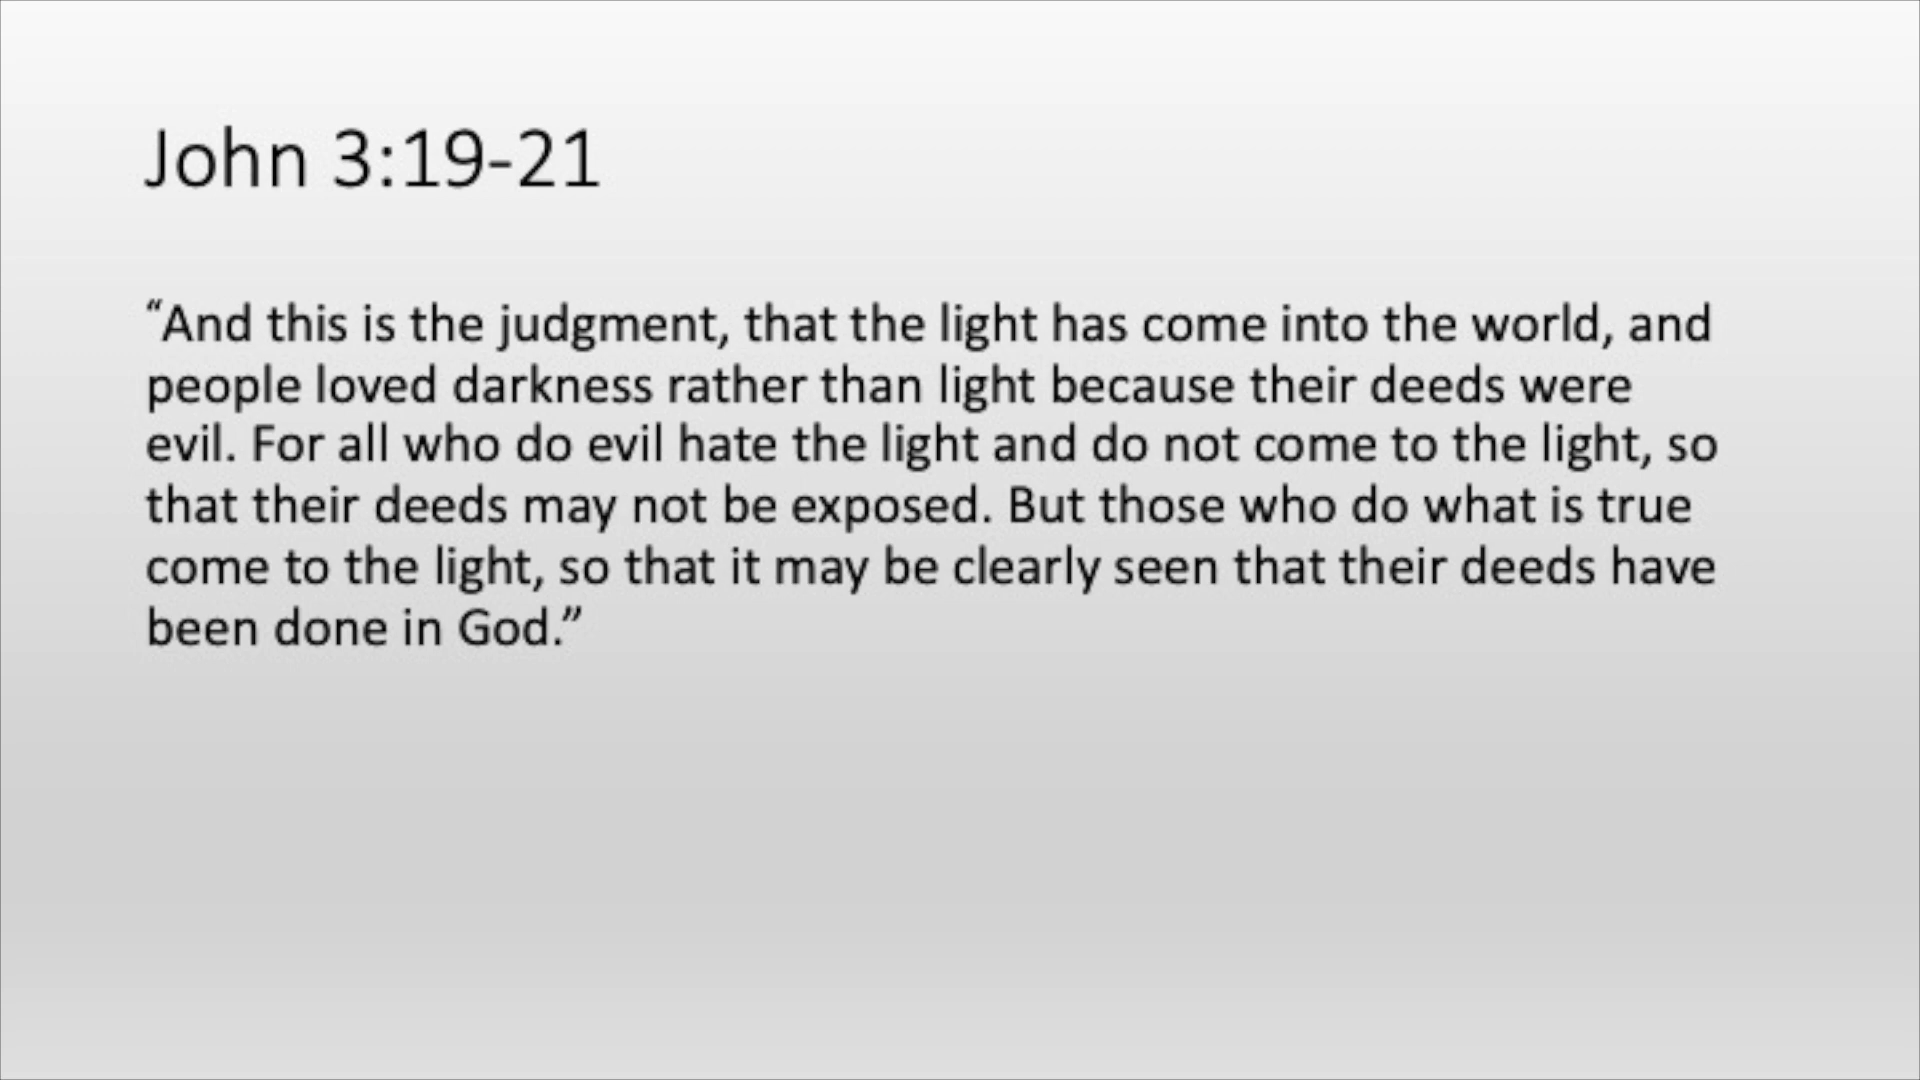 John 3:19-21
“And this is the judgment, that the light has come into the world, and
people loved darkness rather than light because their deeds were
evil. For all who do evil hate the light and do not come to the light, so
that their deeds may not be exposed. But those who do what is true
come to the light, so that it may be clearly seen that their deeds have
been done in God.”